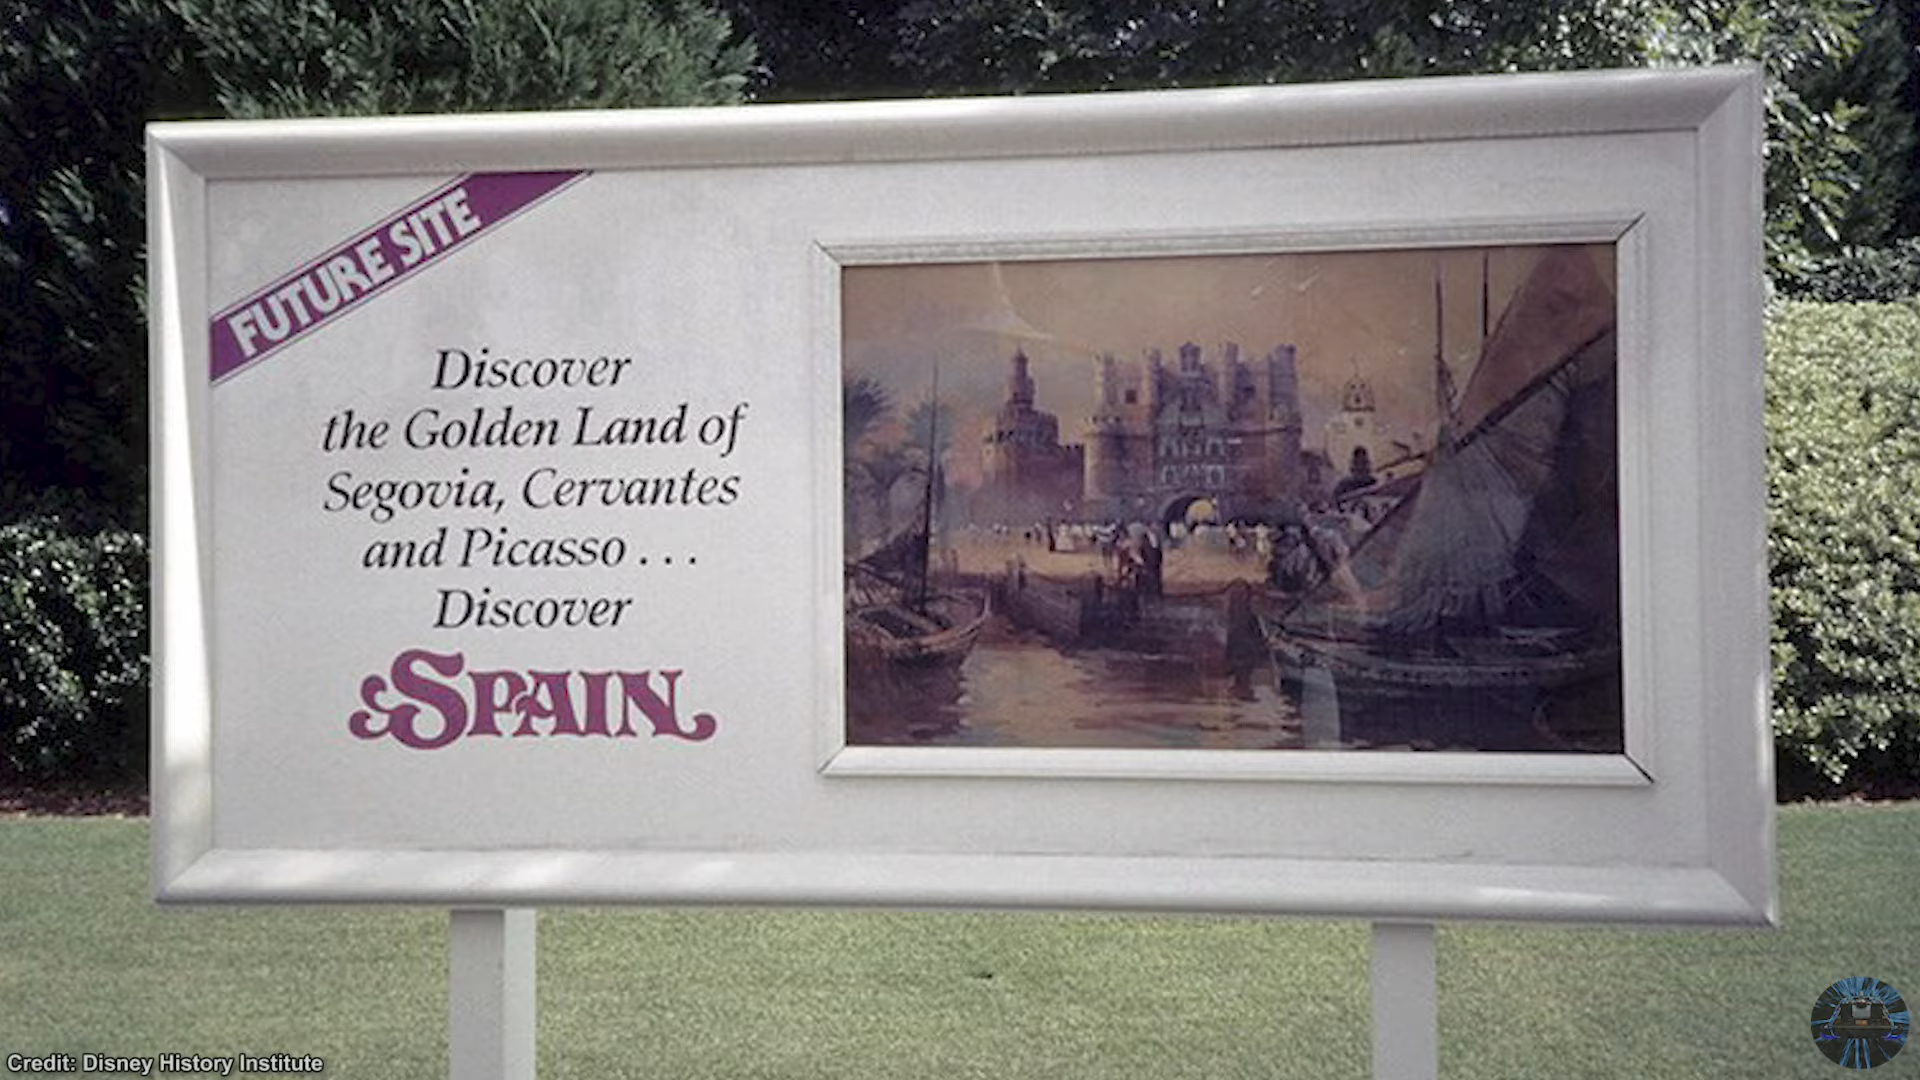 FUTURE SITE
Discover
the Golden Land of
Segovia, Cervantes
and Picasso . . .
Discover
SPAIN
Credit: Disney History Institute